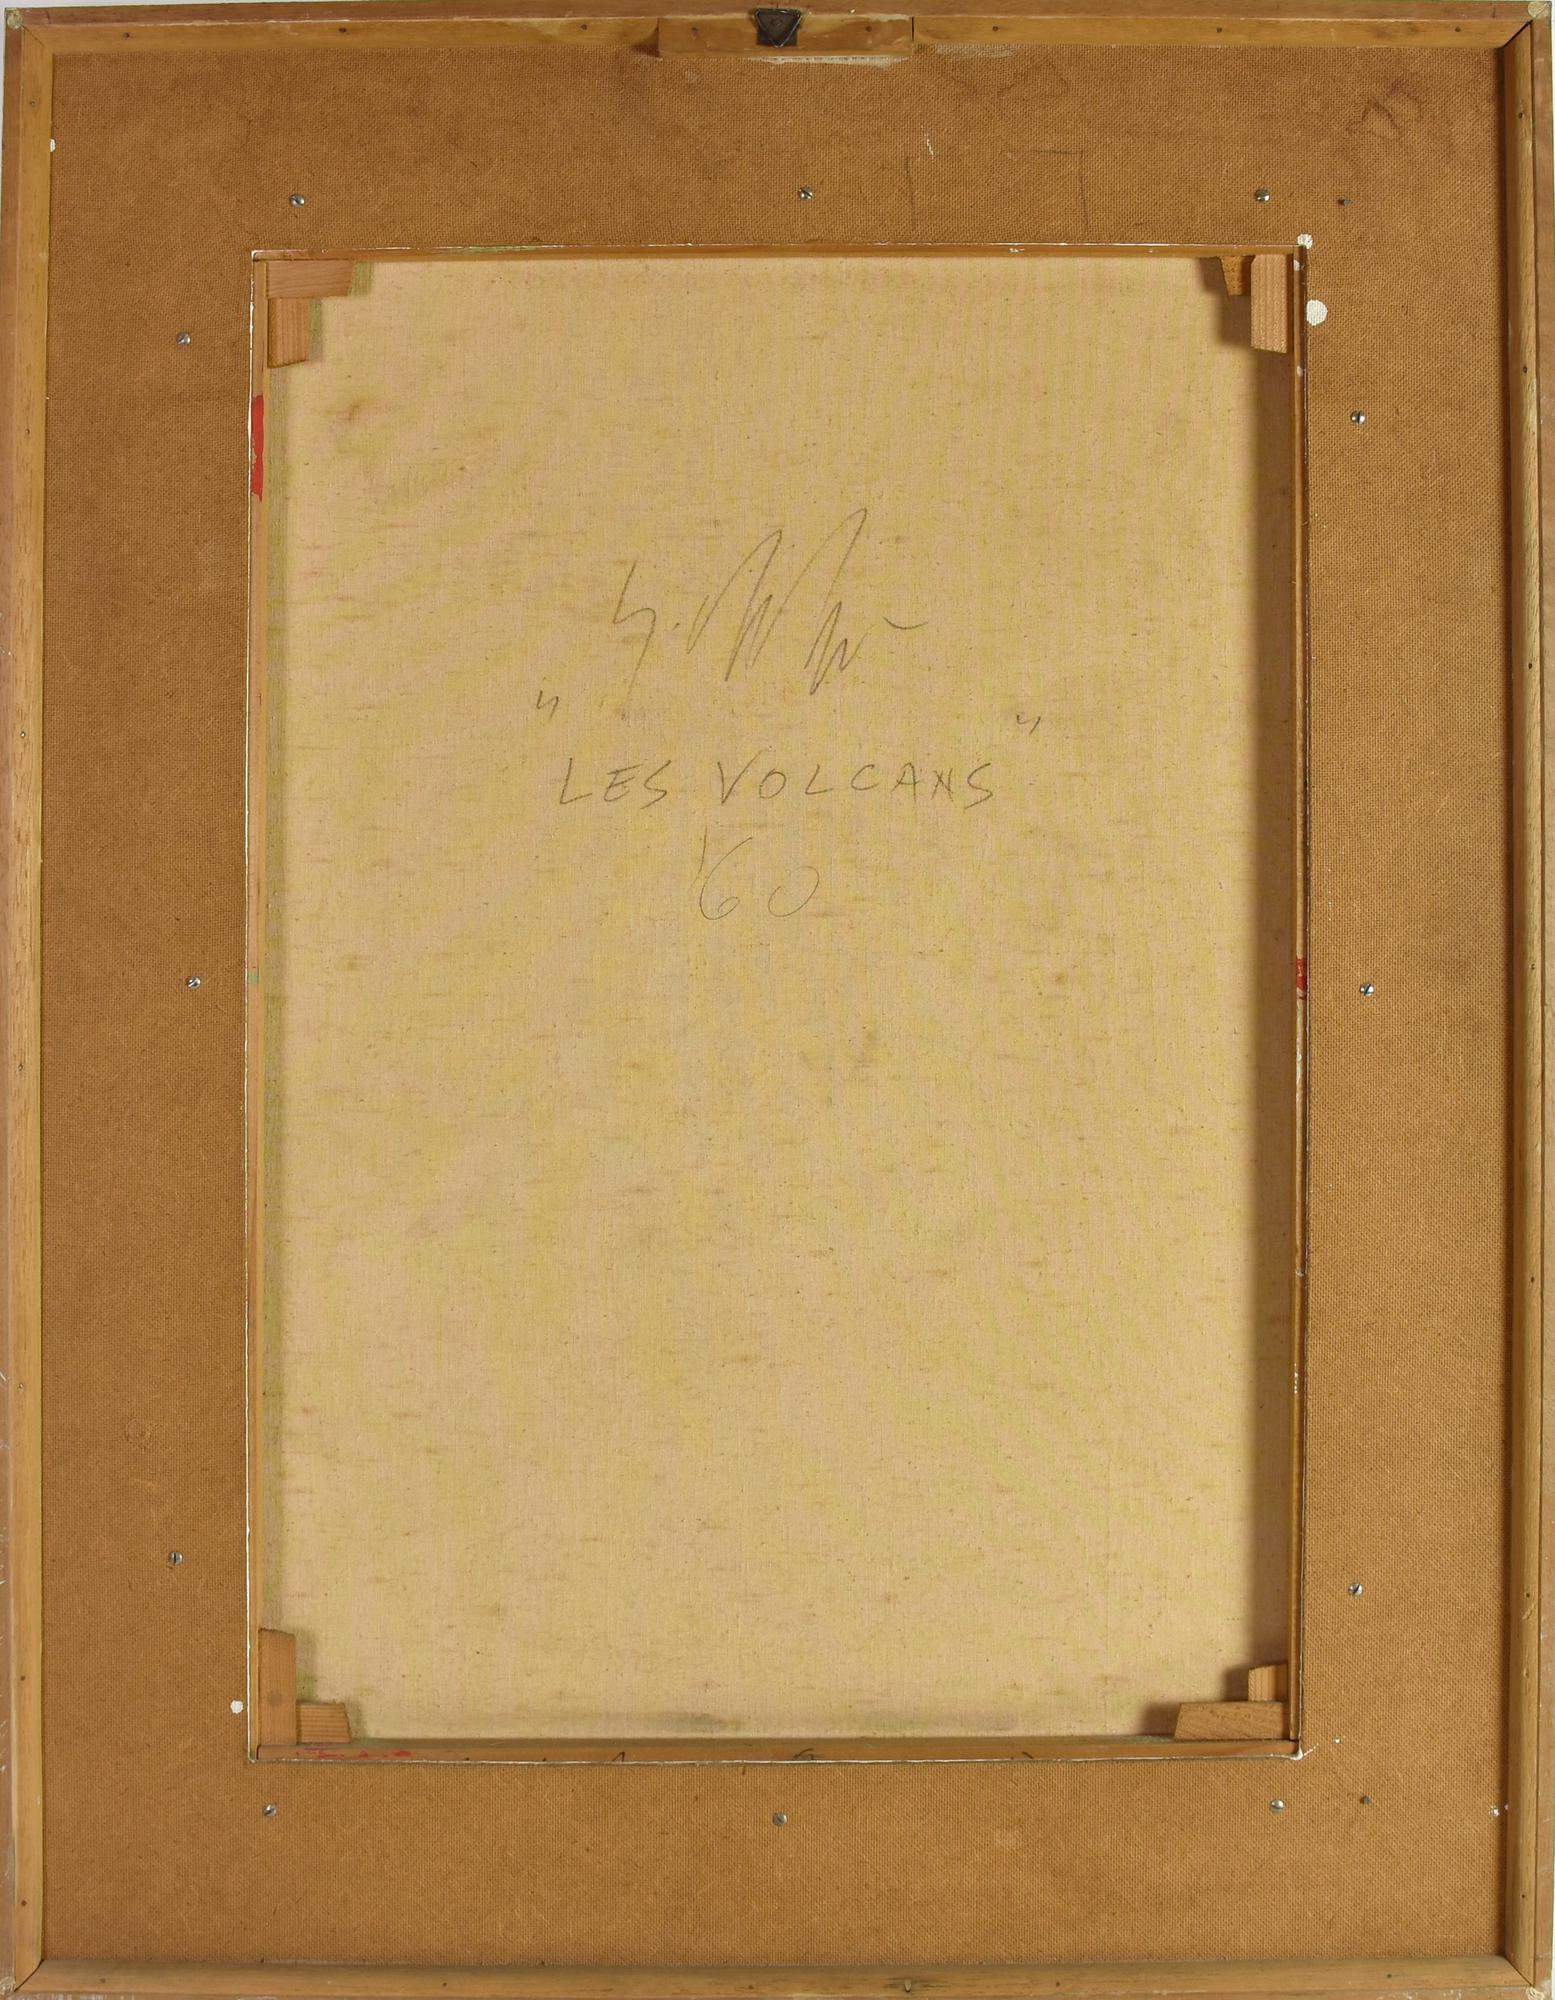 "
"
LES VOLCANS
'60